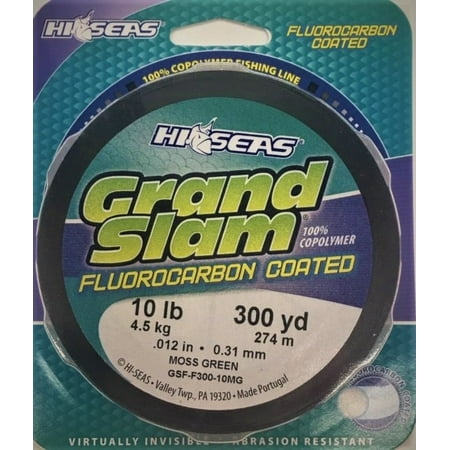 HI-SEAS
FLUOROCARBON
COATED
100% COPOLYMER FISHING LINE
HI-SEAS
Grand
Slam®
100%
COPOLYMER
FLUOROCARBON COATED
10 lb 300 yd
4.5 kg 274 m
.012 in • 0.31 mm
MOSS GREEN
GSF-F300-10MG
© HI-SEAS • Valley Twp., PA 19320 • Made Portugal
VIRTUALLY INVISIBLE ABRASION RESISTANT